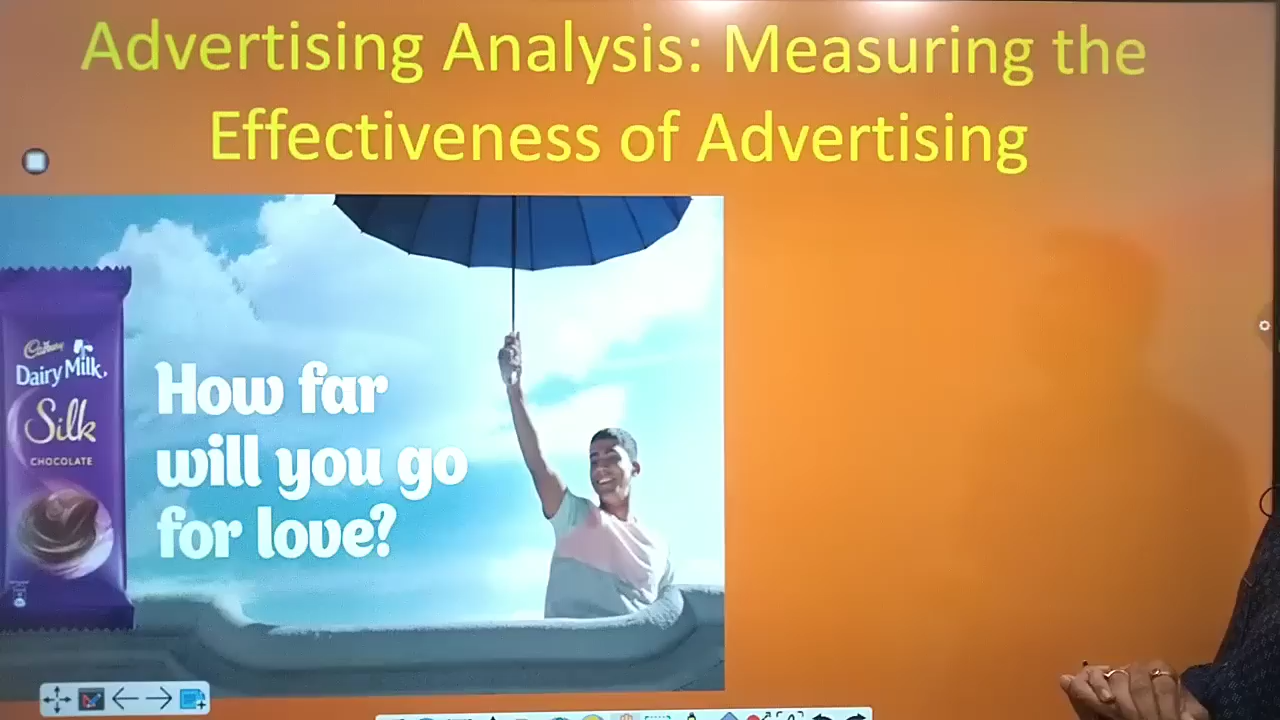 Advertising Analysis: Measuring the
Effectiveness of Advertising
Cadbury
Dairy Milk
Silk
CHOCOLATE
How far
will you go
for love?